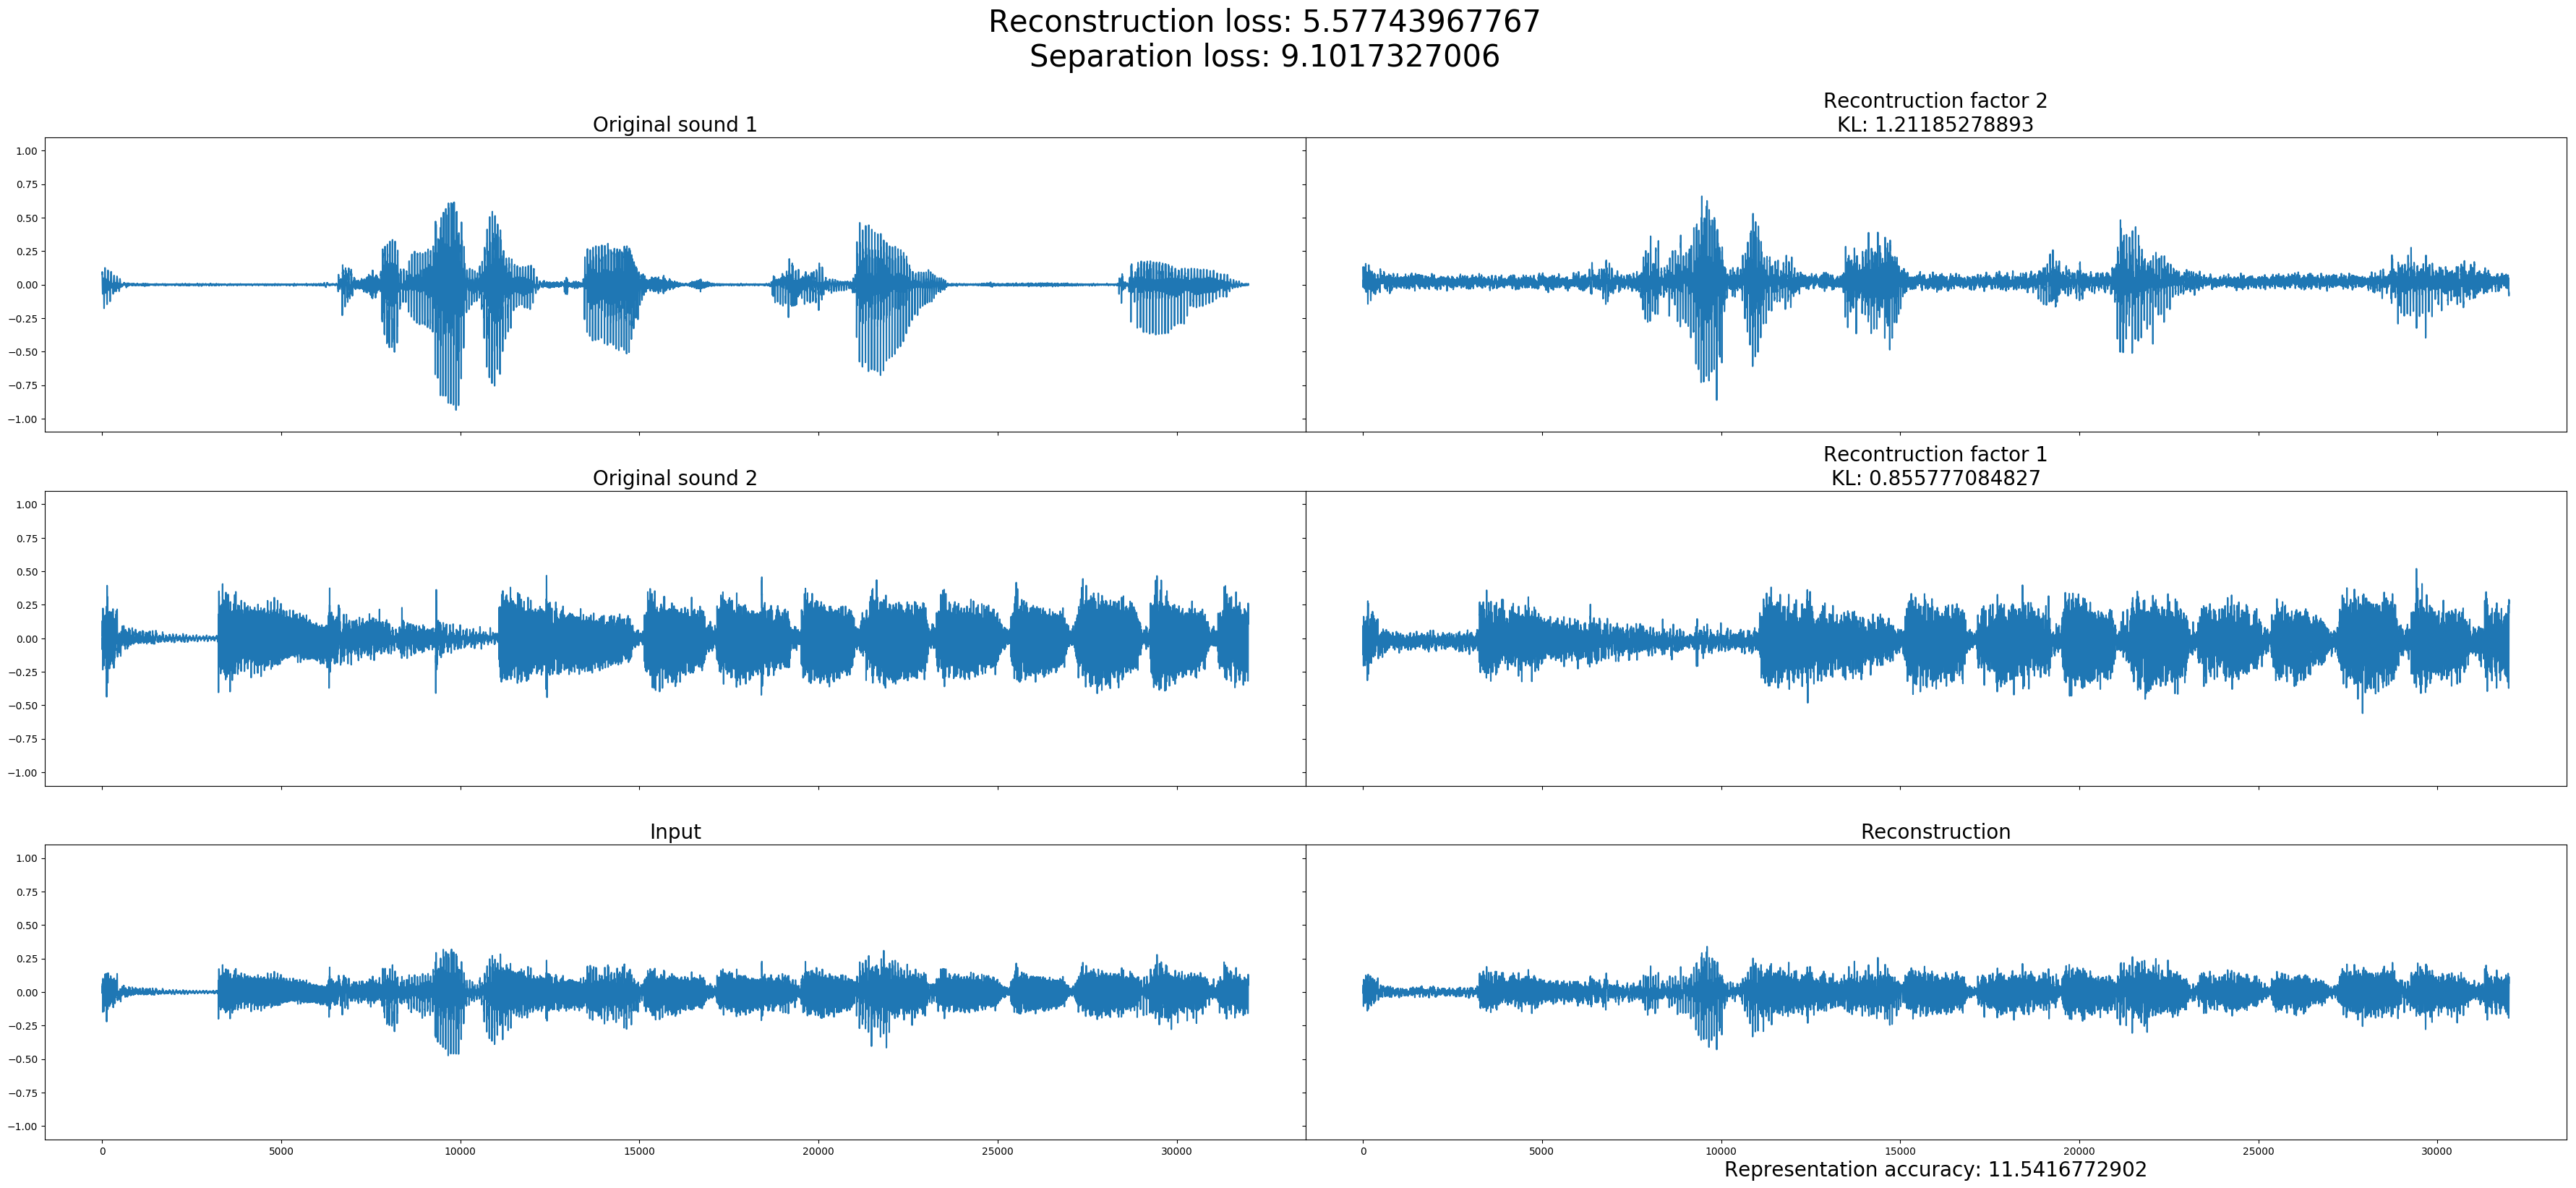 Reconstruction loss: 5.57743967767
Separation loss: 9.1017327006
Original sound 1
Recontruction factor 2
KL: 1.21185278893
1.00
0.75
0.50
0.25
0.00
−0.25
−0.50
−0.75
−1.00
Original sound 2
Recontruction factor 1
KL: 0.855777084827
1.00
0.75
0.50
0.25
0.00
−0.25
−0.50
−0.75
−1.00
Input
Reconstruction
1.00
0.75
0.50
0.25
0.00
−0.25
−0.50
−0.75
−1.00
0 5000 10000 15000 20000 25000 30000
0 5000 10000 15000 20000 25000 30000
Representation accuracy: 11.5416772902